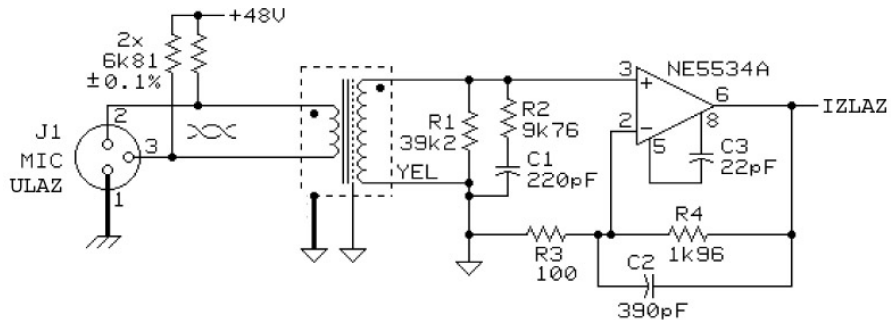 +48V
2x
6k81
±0.1%
J1
MIC
ULAZ
2
3
1
YEL
R1
39k2
R2
9k76
C1
220pF
3
+
2
−
NE5534A
6
8
5
C3
22pF
IZLAZ
R3
100
R4
1k96
C2
390pF